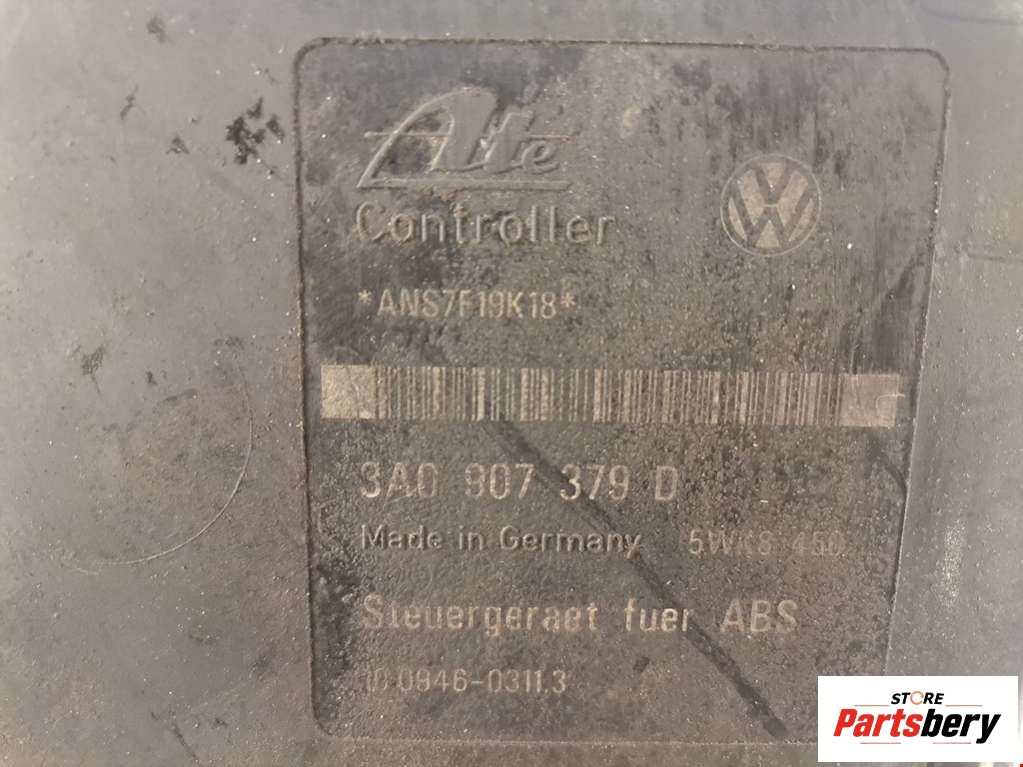 Ate
Controller
*ANS7F19K18*
3A0 907 379 D
Made in Germany 5WK8 450
Steuergeraet fuer ABS
0946-0311.3
STORE
Partsbery